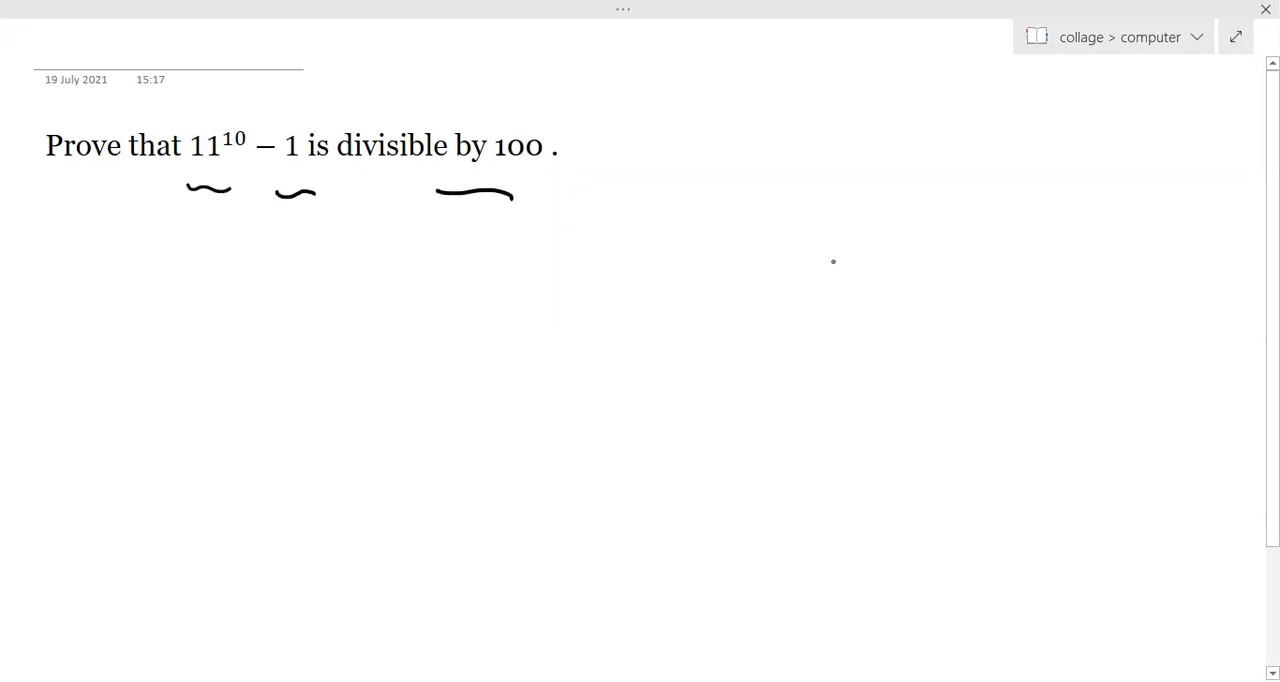 ...
collage > computer
19 July 2021 15:17
Prove that 11¹⁰ − 1 is divisible by 100 .